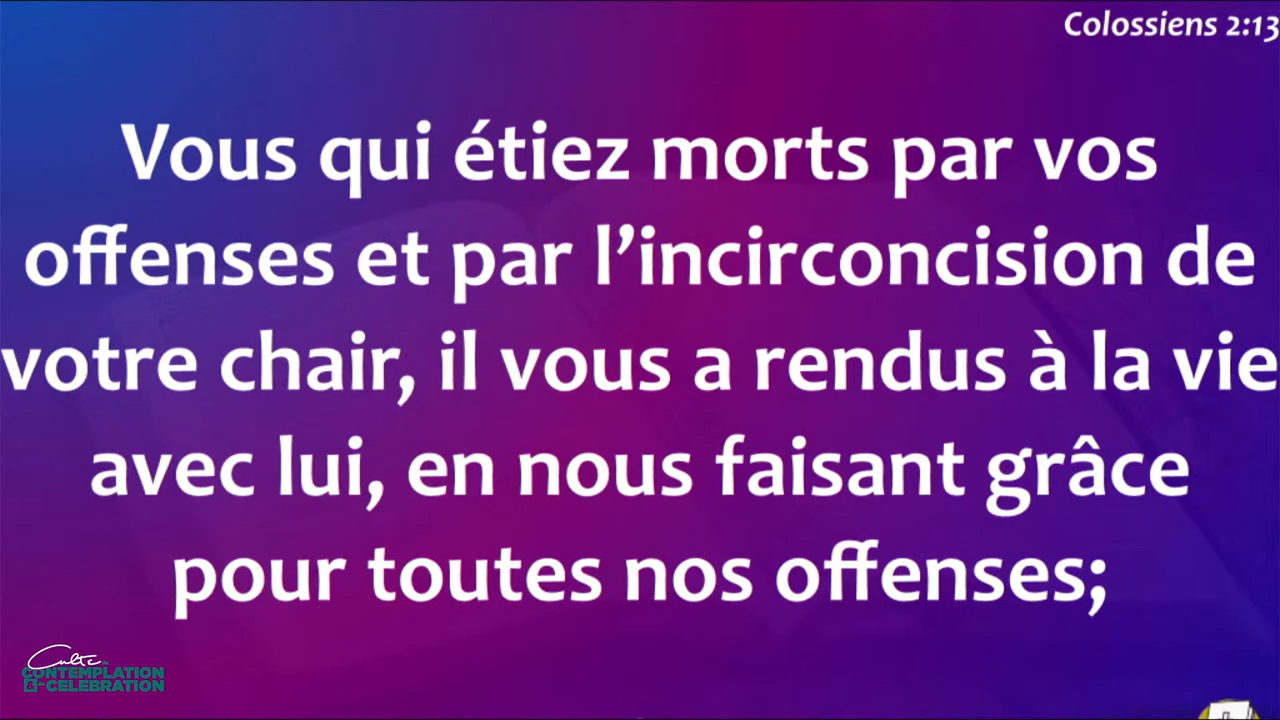 Colossiens 2:13
Vous qui étiez morts par vos
offenses et par l’incirconcision de
votre chair, il vous a rendus à la vie
avec lui, en nous faisant grâce
pour toutes nos offenses;
Culte
CONTEMPLATION
CELEBRATION